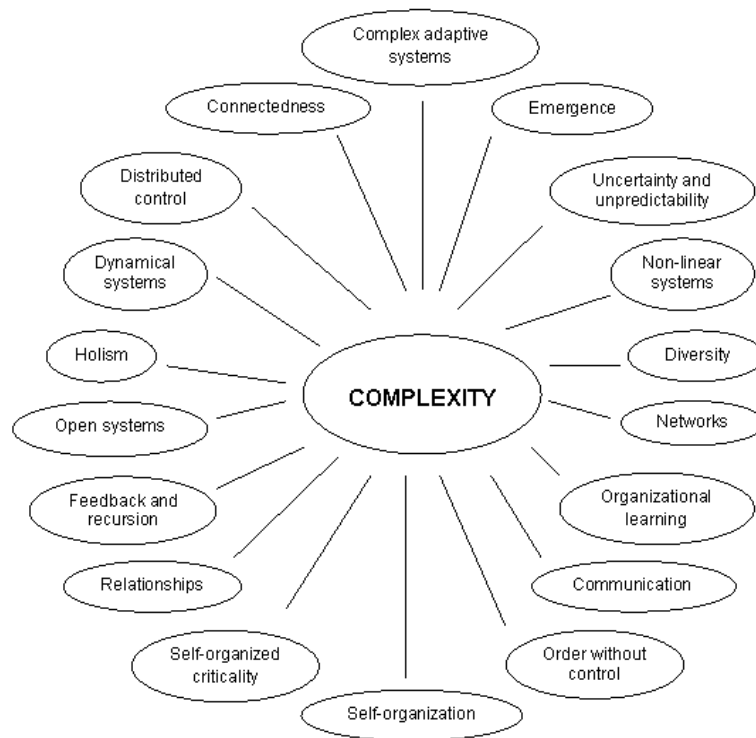 Complex adaptive
systems
Connectedness
Emergence
Distributed
control
Uncertainty and
unpredictability
Dynamical
systems
Non-linear
systems
Holism
Diversity
COMPLEXITY
Open systems
Networks
Feedback and
recursion
Organizational
learning
Relationships
Communication
Self-organized
criticality
Order without
control
Self-organization